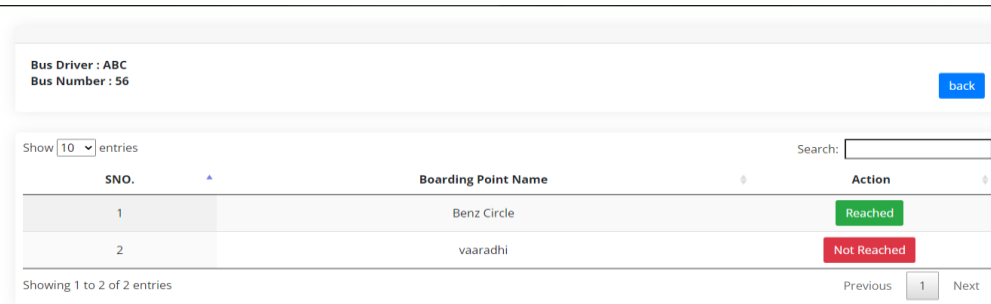 Bus Driver : ABC
Bus Number : 56
back
Show 10 entries
Search:
SNO. Boarding Point Name Action
1 Benz Circle Reached
2 vaaradhi Not Reached
Showing 1 to 2 of 2 entries
Previous 1 Next